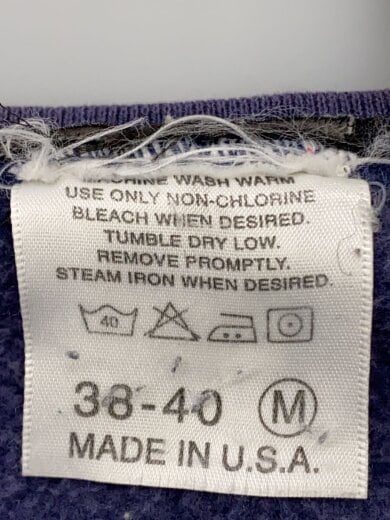 MACHINE WASH WARM
USE ONLY NON-CHLORINE
BLEACH WHEN DESIRED.
TUMBLE DRY LOW.
REMOVE PROMPTLY.
STEAM IRON WHEN DESIRED.
40
38-40 M
MADE IN U.S.A.